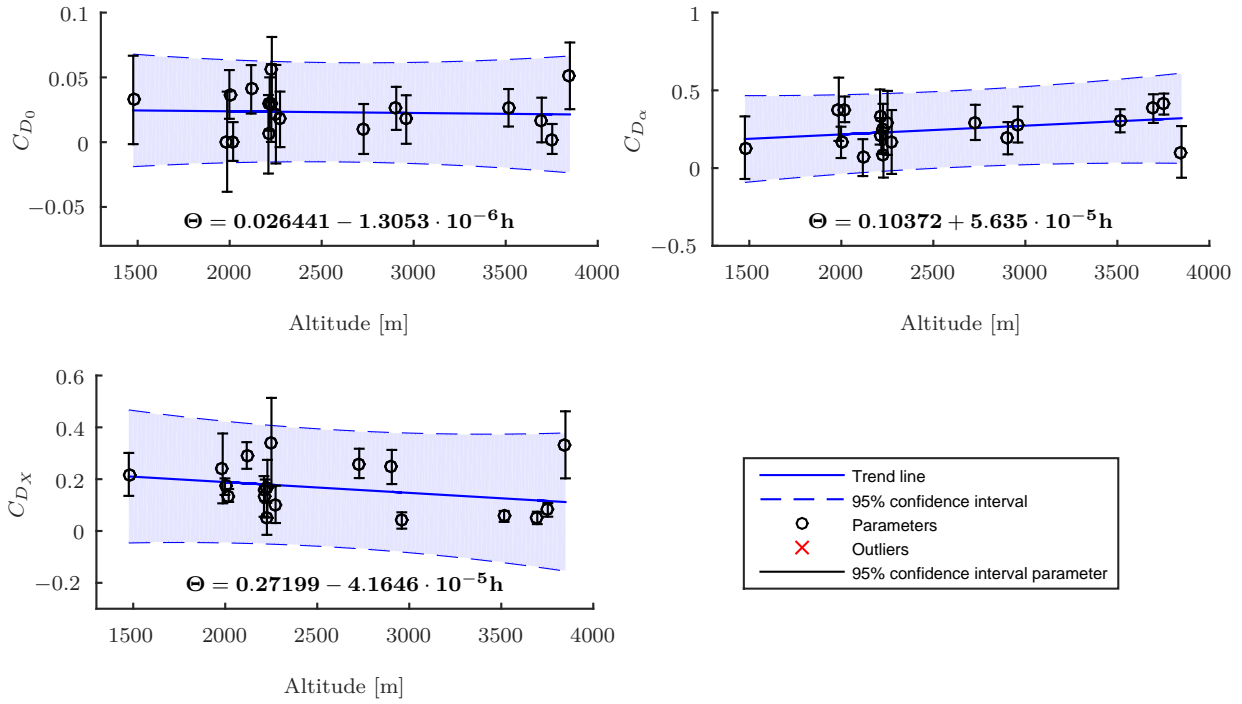 0.1
0.05
0
−0.05
C_{D_0}
Θ = 0.026441 − 1.3053 · 10^{−6}h
1500 2000 2500 3000 3500 4000
Altitude [m]
1
0.5
0
−0.5
C_{D_α}
Θ = 0.10372 + 5.635 · 10^{−5}h
1500 2000 2500 3000 3500 4000
Altitude [m]
0.6
0.4
0.2
0
−0.2
C_{D_X}
Θ = 0.27199 − 4.1646 · 10^{−5}h
1500 2000 2500 3000 3500 4000
Altitude [m]
Trend line
95% confidence interval
Parameters
Outliers
95% confidence interval parameter